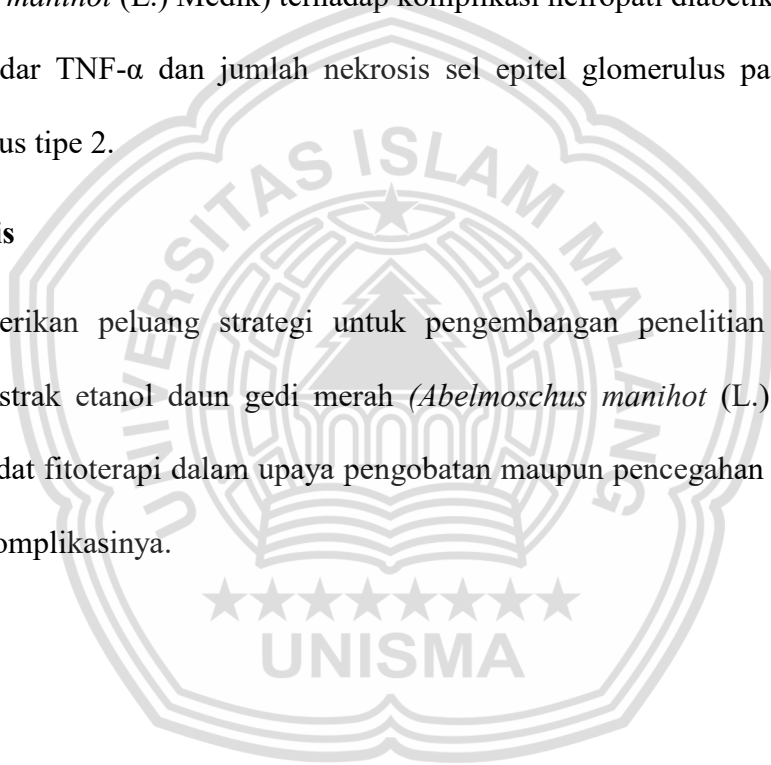 manihot (L.) Medik) terhadap komplikasi nefropati diabetik
dar TNF-α dan jumlah nekrosis sel epitel glomerulus pa
us tipe 2.
is
erikan peluang strategi untuk pengembangan penelitian
strak etanol daun gedi merah (Abelmoschus manihot (L.)
dat fitoterapi dalam upaya pengobatan maupun pencegahan
omplikasinya.
UNIVERSITAS ISLAM MALANG
UNISMA